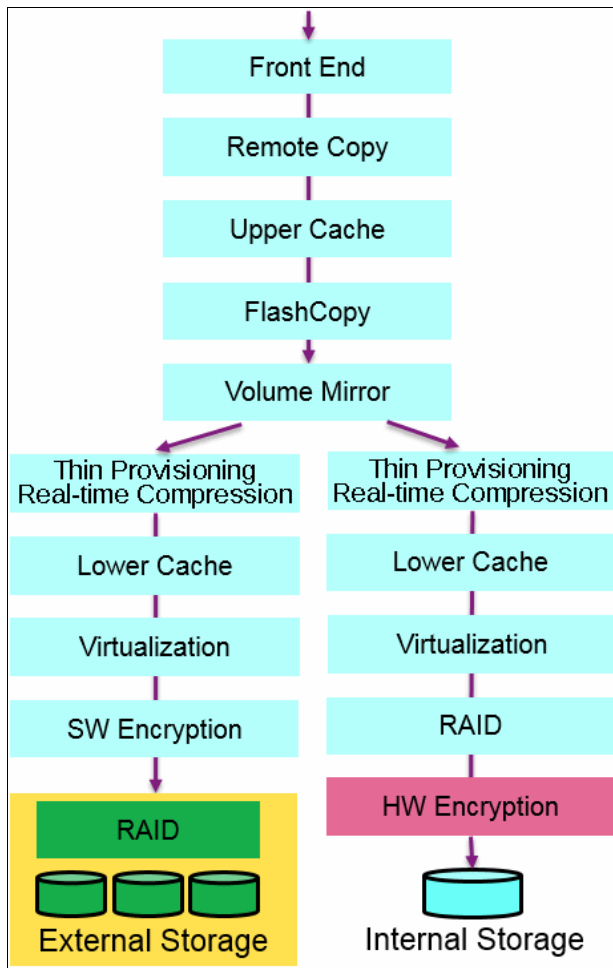 Front End
Remote Copy
Upper Cache
FlashCopy
Volume Mirror
Thin Provisioning
Real-time Compression
Lower Cache
Virtualization
SW Encryption
RAID
External Storage
Thin Provisioning
Real-time Compression
Lower Cache
Virtualization
RAID
HW Encryption
Internal Storage